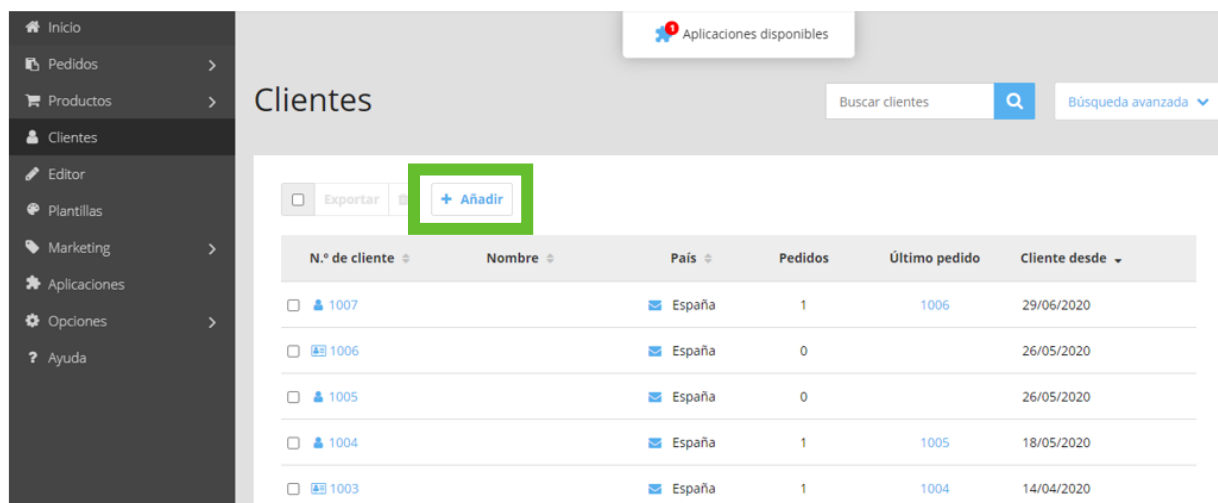 Inicio
Pedidos
Productos
Clientes
Editor
Plantillas
Marketing
Aplicaciones
Opciones
? Ayuda
1 Aplicaciones disponibles
Clientes
Buscar clientes
Búsqueda avanzada
Exportar
+ Añadir
N.º de cliente Nombre País Pedidos Último pedido Cliente desde
1007 España 1 1006 29/06/2020
1006 España 0 26/05/2020
1005 España 0 26/05/2020
1004 España 1 1005 18/05/2020
1003 España 1 1004 14/04/2020